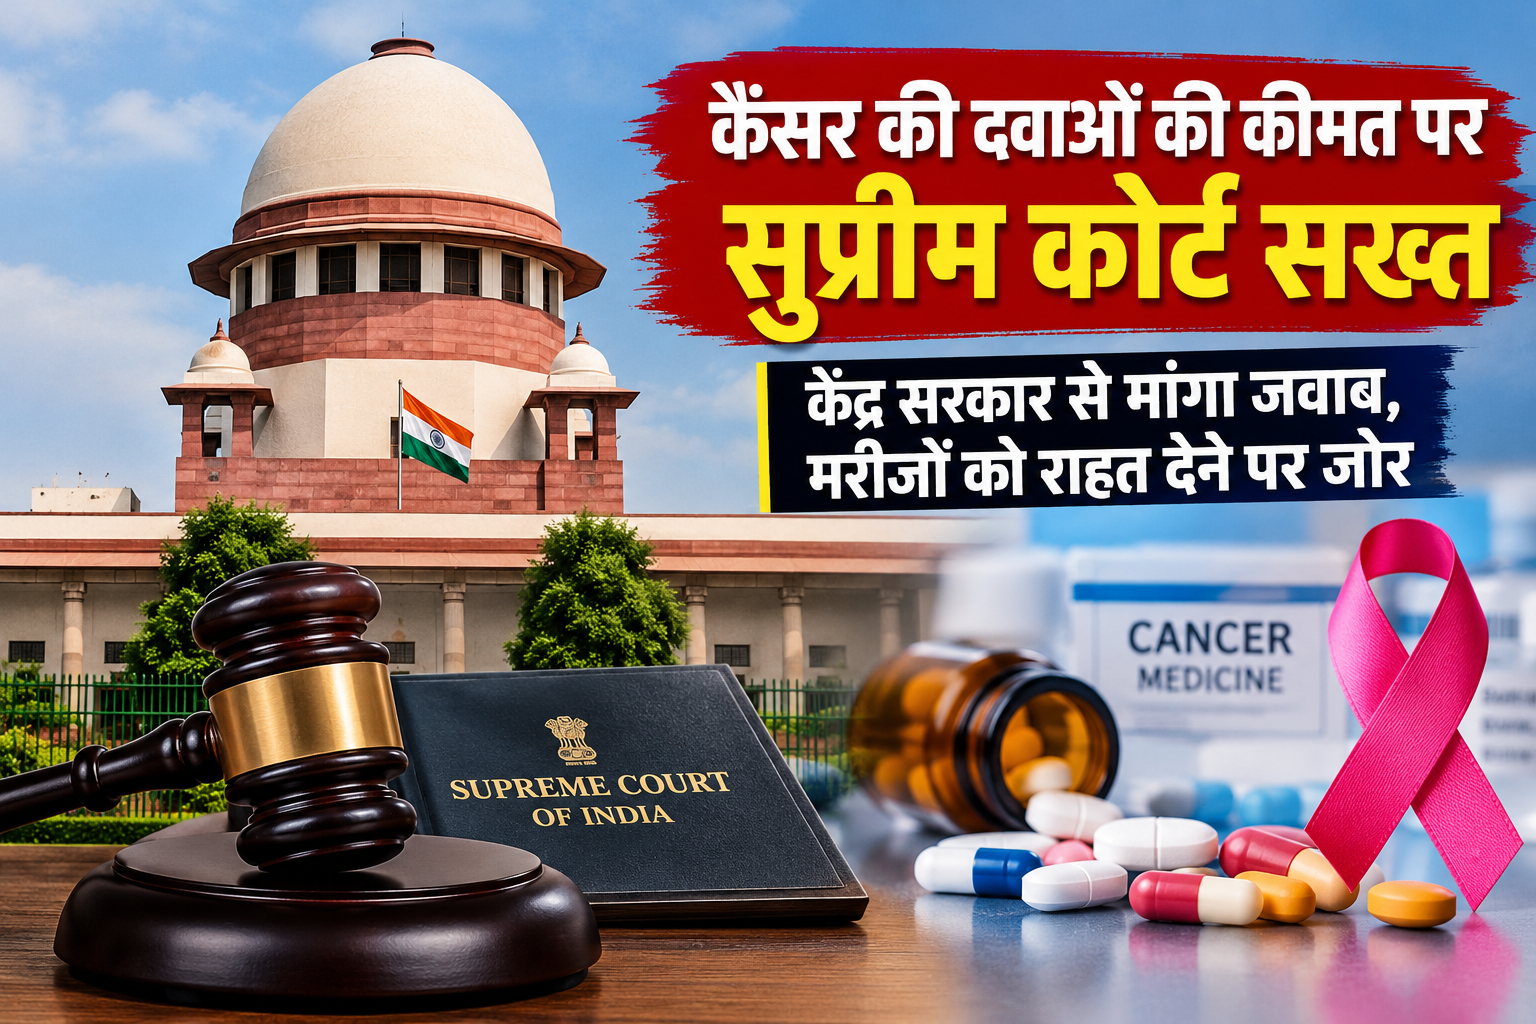 कैंसर की दवाओं की कीमत पर
सुप्रीम कोर्ट सख्त
केंद्र सरकार से मांगा जवाब,
मरीजों को राहत देने पर जोर
CANCER
MEDICINE
SUPREME COURT
OF INDIA